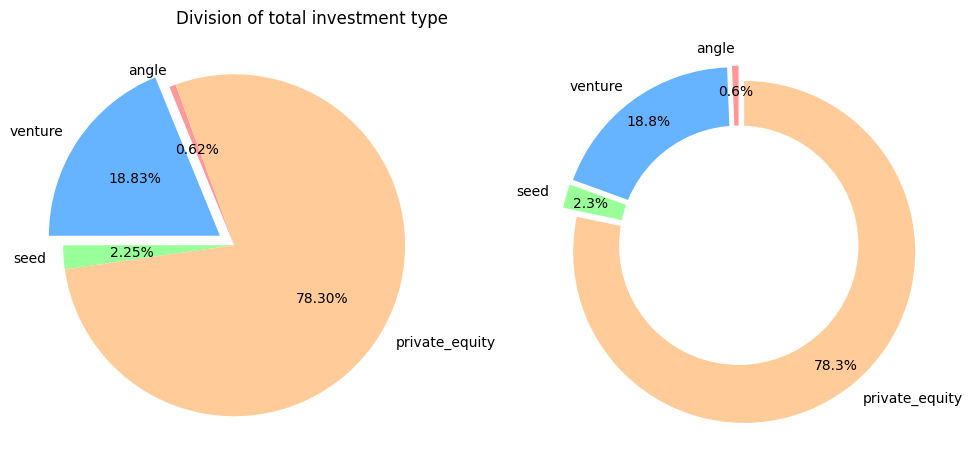 Division of total investment type
angle
0.62%
venture
18.83%
seed
2.25%
78.30%
private_equity
angle
0.6%
venture
18.8%
seed
2.3%
78.3%
private_equity